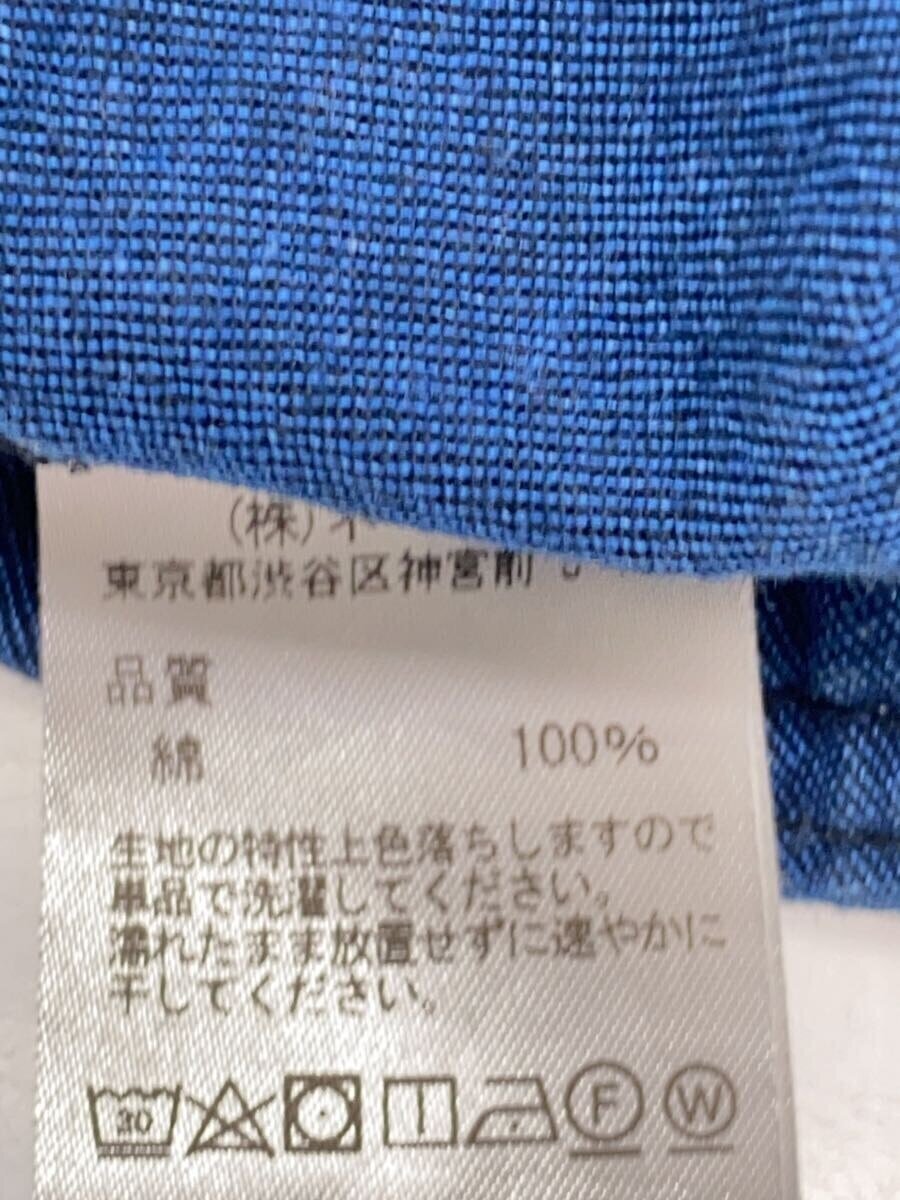 (株)ネ
東京都渋谷区神宮前
品質
綿 100%
生地の特性上色落ちしますので
単品で洗濯してください。
濡れたまま放置せずに速やかに
干してください。
30
F W